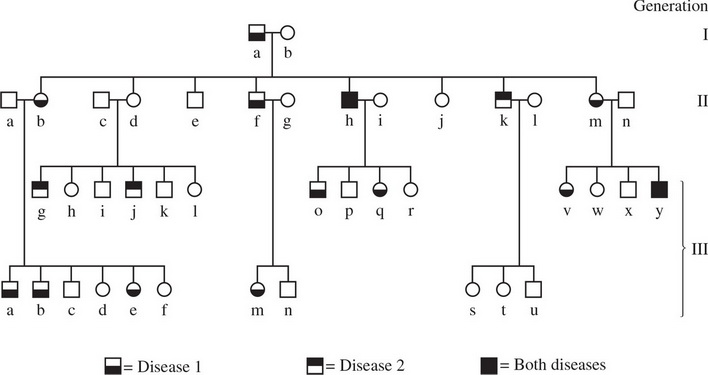 Generation
I
a b
II
a b c d e f g h i j k l m n
g h i j k l o p q r v w x y
III
a b c d e f m n s t u
= Disease 1 = Disease 2 = Both diseases